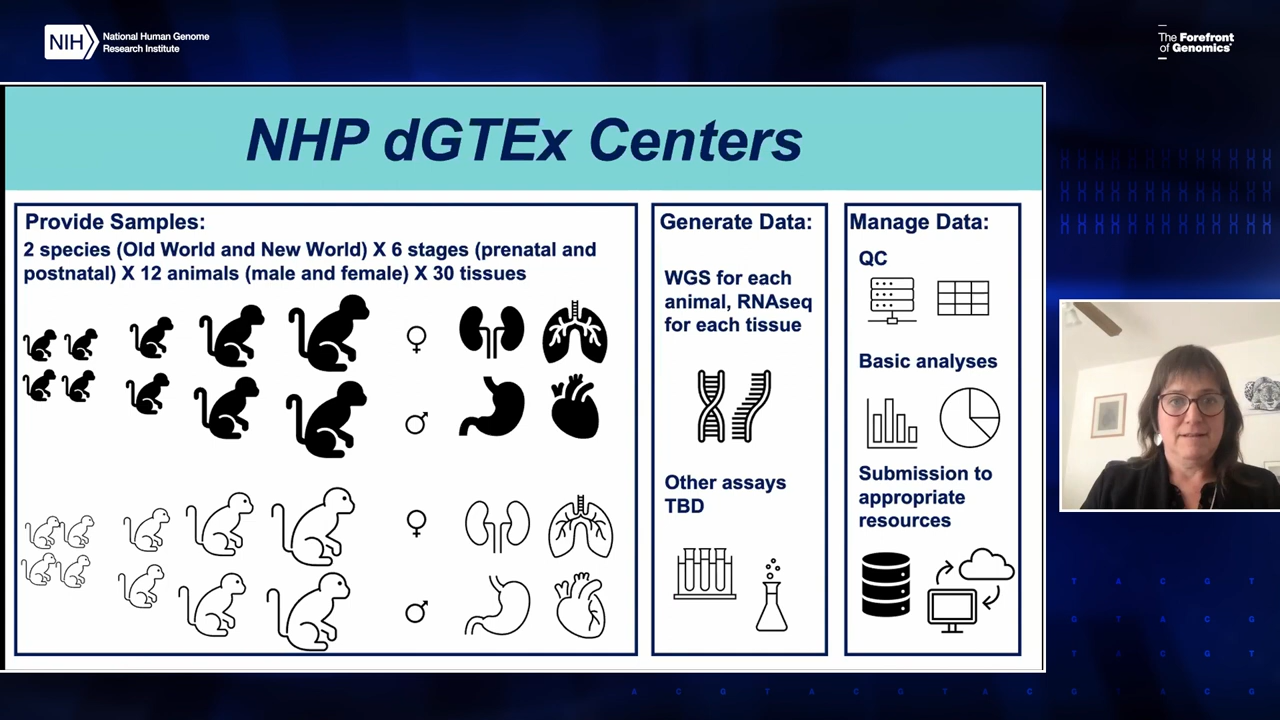 NIH
National Human Genome
Research Institute
The Forefront
of Genomics®
NHP dGTEx Centers
Provide Samples:
2 species (Old World and New World) X 6 stages (prenatal and
postnatal) X 12 animals (male and female) X 30 tissues
♀
♂
♀
♂
Generate Data:
WGS for each
animal, RNAseq
for each tissue
Other assays
TBD
Manage Data:
QC
Basic analyses
Submission to
appropriate
resources
T A C G T
G T A C G
T A C G T
A C G T A C G T A C G T A C G